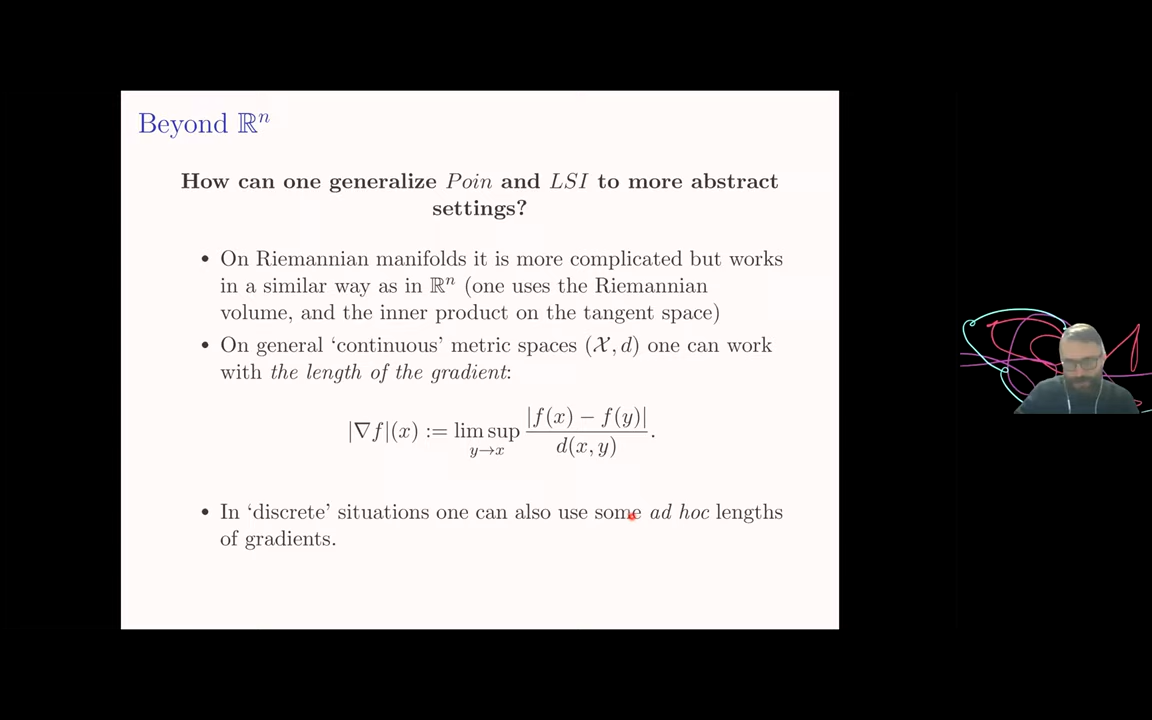 Beyond ℝⁿ
How can one generalize Poin and LSI to more abstract
settings?
• On Riemannian manifolds it is more complicated but works
in a similar way as in ℝⁿ (one uses the Riemannian
volume, and the inner product on the tangent space)
• On general ‘continuous’ metric spaces (𝒳, d) one can work
with the length of the gradient:
|∇f|(x) := lim sup_{y→x} |f(x) − f(y)| / d(x, y).
• In ‘discrete’ situations one can also use some ad hoc lengths
of gradients.